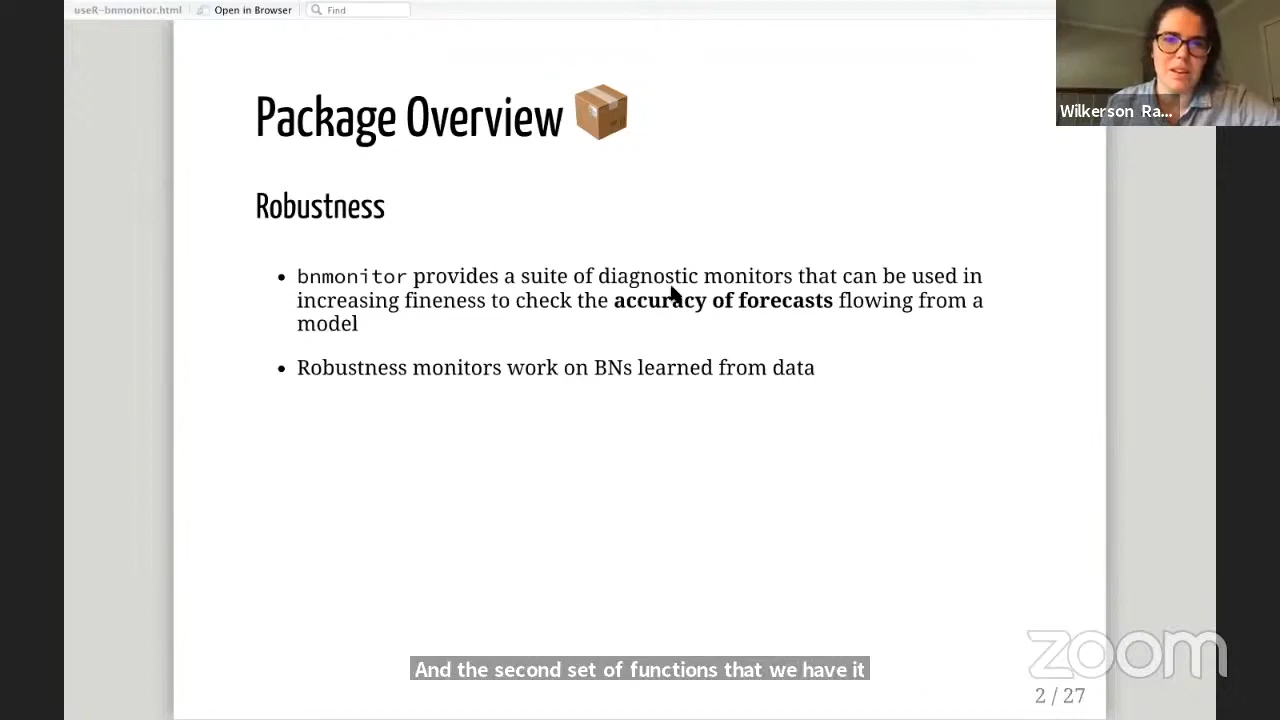 useR-bnmonitor.html
Open in Browser
Find
Wilkerson Ra...
Package Overview
Robustness
bnmonitor provides a suite of diagnostic monitors that can be used in
increasing fineness to check the accuracy of forecasts flowing from a
model
Robustness monitors work on BNs learned from data
And the second set of functions that we have it
zoom
2 / 27